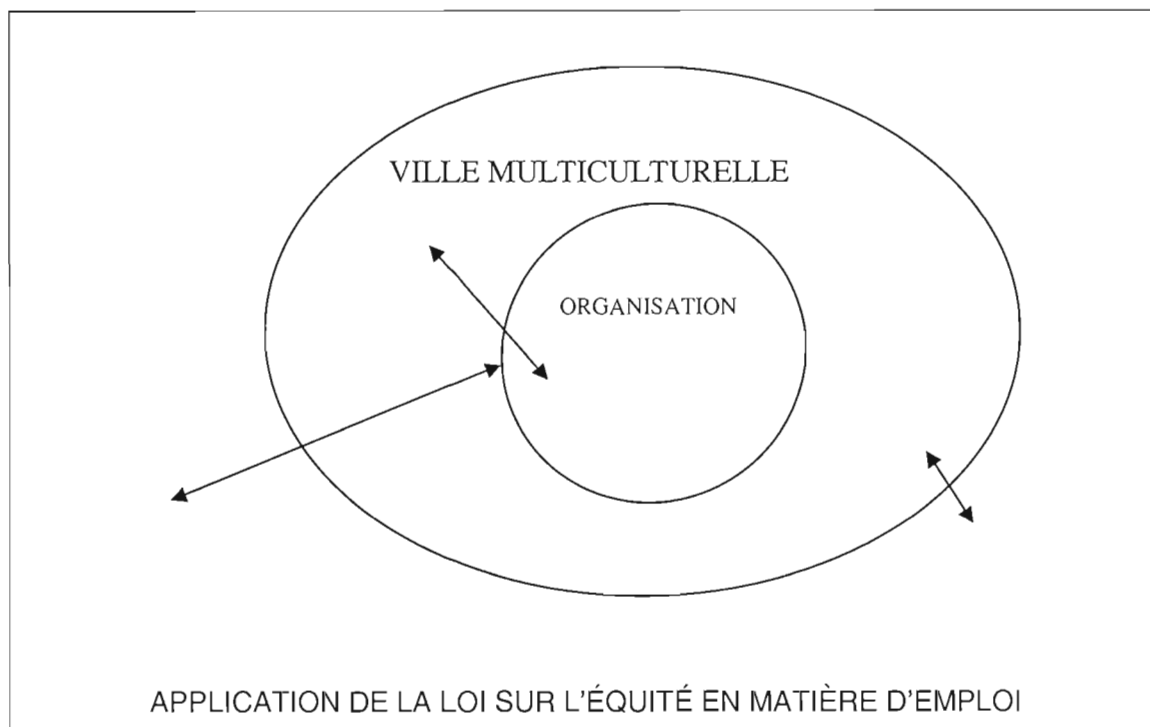 VILLE MULTICULTURELLE
ORGANISATION
APPLICATION DE LA LOI SUR L'ÉQUITÉ EN MATIÈRE D'EMPLOI